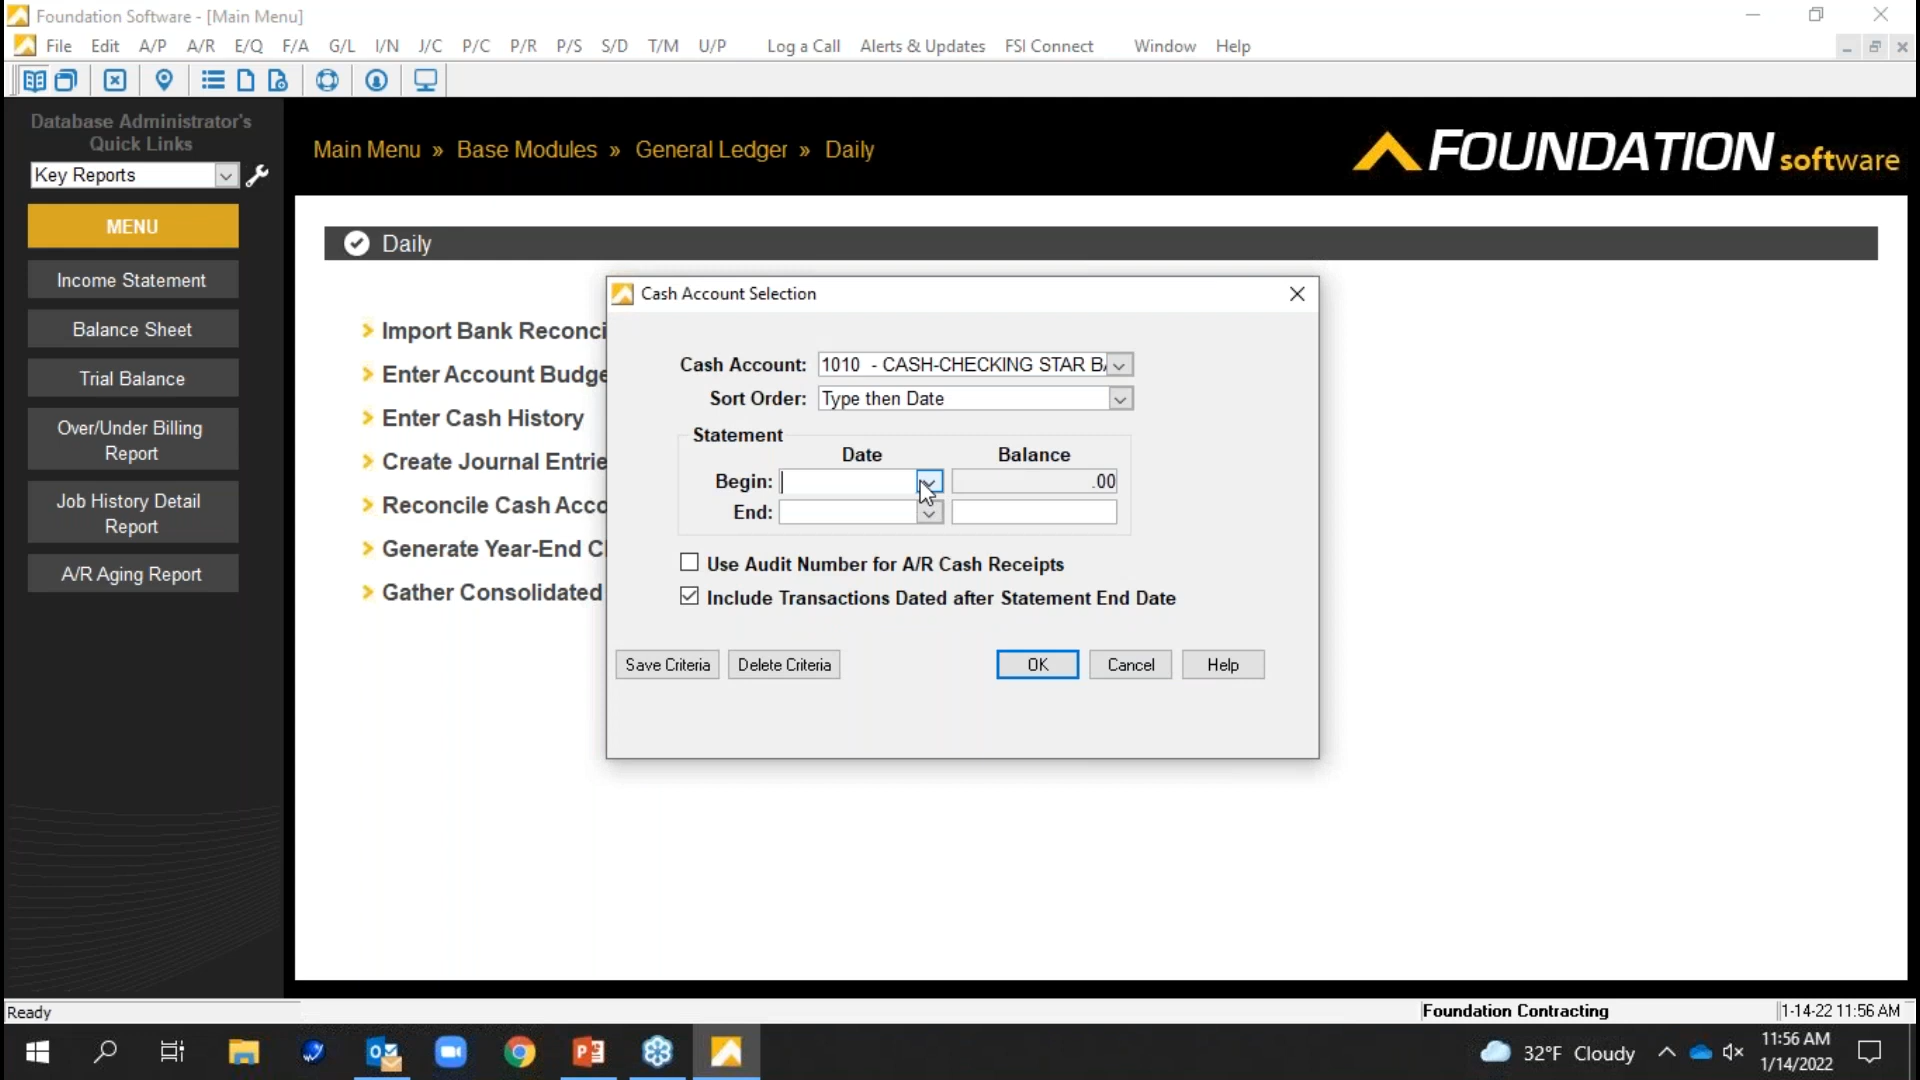 Foundation Software - [Main Menu]
File Edit A/P A/R E/Q F/A G/L I/N J/C P/C P/R P/S S/D T/M U/P Log a Call Alerts & Updates FSI Connect Window Help
Database Administrator's
Quick Links
Key Reports
MENU
Income Statement
Balance Sheet
Trial Balance
Over/Under Billing
Report
Job History Detail
Report
A/R Aging Report
Main Menu » Base Modules » General Ledger » Daily
FOUNDATION software
Daily
Import Bank Reconci
Enter Account Budge
Enter Cash History
Create Journal Entrie
Reconcile Cash Acco
Generate Year-End Cl
Gather Consolidated
Cash Account Selection
Cash Account: 1010 - CASH-CHECKING STAR BA
Sort Order: Type then Date
Statement
Date Balance
Begin: .00
End:
Use Audit Number for A/R Cash Receipts
Include Transactions Dated after Statement End Date
Save Criteria Delete Criteria OK Cancel Help
Ready Foundation Contracting 1-14-22 11:56 AM
32°F Cloudy
11:56 AM
1/14/2022